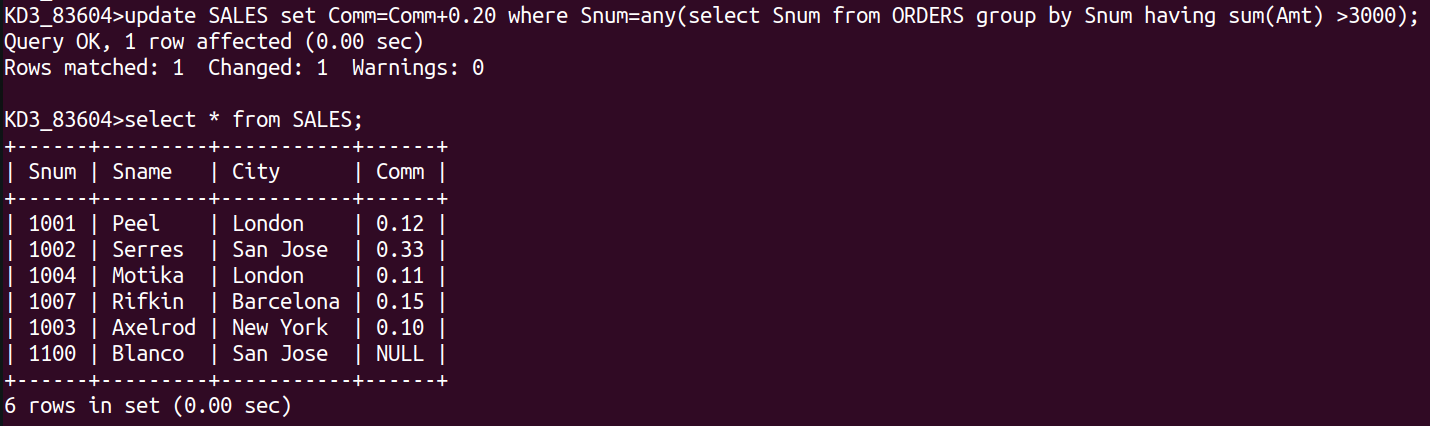 KD3_83604>update SALES set Comm=Comm+0.20 where Snum=any(select Snum from ORDERS group by Snum having sum(Amt) >3000);
Query OK, 1 row affected (0.00 sec)
Rows matched: 1  Changed: 1  Warnings: 0

KD3_83604>select * from SALES;
+------+---------+-----------+------+
| Snum | Sname   | City      | Comm |
+------+---------+-----------+------+
| 1001 | Peel    | London    | 0.12 |
| 1002 | Serres  | San Jose  | 0.33 |
| 1004 | Motika  | London    | 0.11 |
| 1007 | Rifkin  | Barcelona | 0.15 |
| 1003 | Axelrod | New York  | 0.10 |
| 1100 | Blanco  | San Jose  | NULL |
+------+---------+-----------+------+
6 rows in set (0.00 sec)